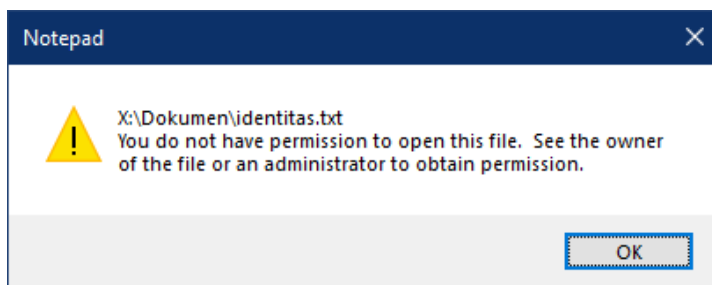 Notepad
X:\Dokumen\identitas.txt
You do not have permission to open this file.  See the owner
of the file or an administrator to obtain permission.
OK